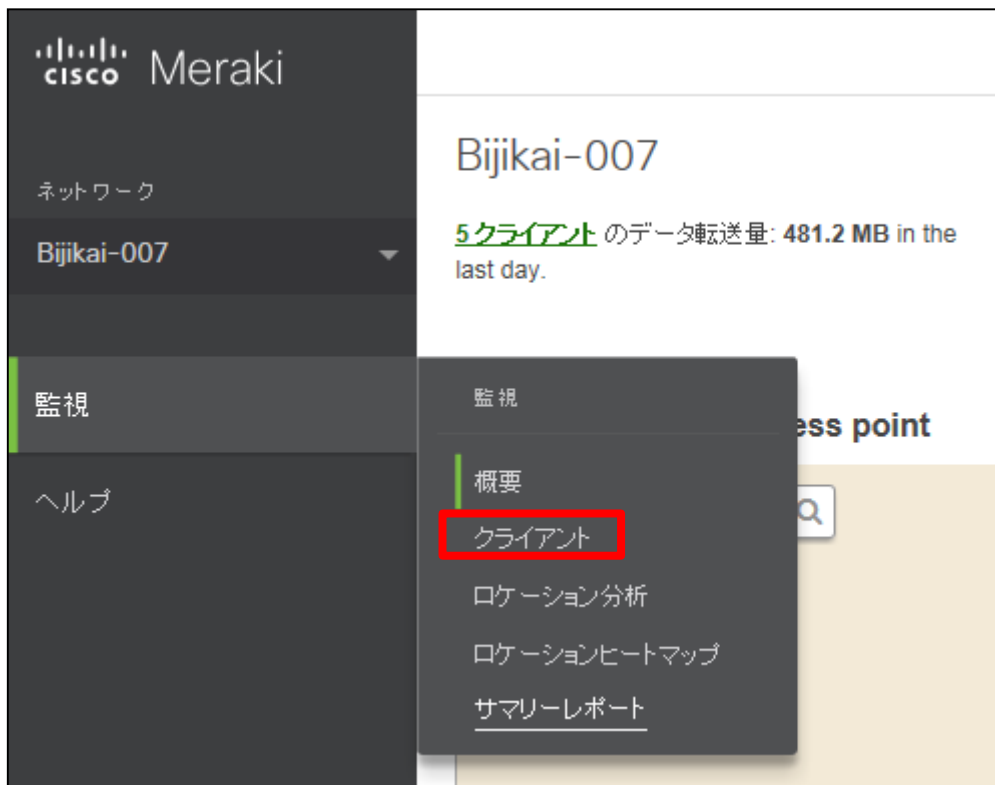 cisco Meraki
ネットワーク
Bijikai-007
監視
ヘルプ
Bijikai-007
5 クライアント のデータ転送量: 481.2 MB in the
last day.
ess point
監視
概要
クライアント
ロケーション分析
ロケーションヒートマップ
サマリーレポート